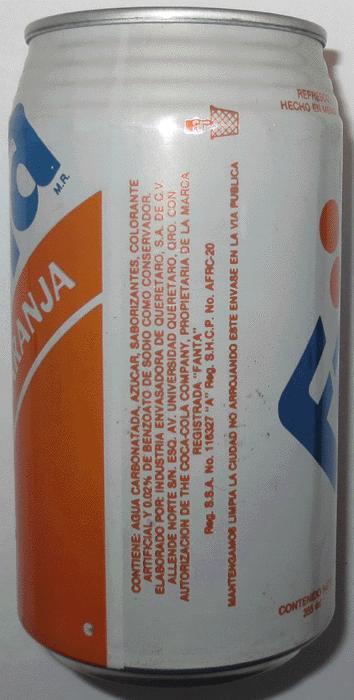 a
M.R.
RANJA
CONTIENE: AGUA CARBONATADA, AZUCAR, SABORIZANTES, COLORANTE
ARTIFICIAL Y 0.02% DE BENZOATO DE SODIO COMO CONSERVADOR.
ELABORADO POR: INDUSTRIA ENVASADORA DE QUERETARO, S.A. DE C.V.
ALLENDE NORTE S/N. ESQ. AV. UNIVERSIDAD QUERETARO, QRO. CON
AUTORIZACION DE THE COCA-COLA COMPANY, PROPIETARIA DE LA MARCA
REGISTRADA "FANTA"
Reg. S.S.A. No. 116327 "A" Reg. S.H.C.P. No. AFRC-20
MANTENGAMOS LIMPIA LA CIUDAD NO ARROJANDO ESTE ENVASE EN LA VIA PUBLICA
REFRESCO
HECHO EN
F
CONTENIDO
355